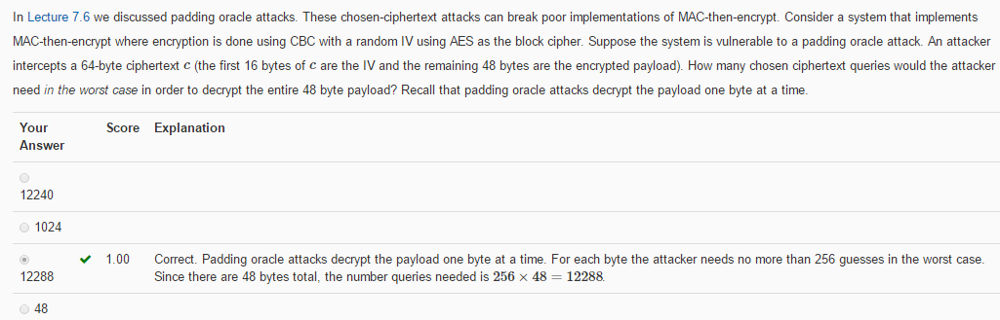 In Lecture 7.6 we discussed padding oracle attacks. These chosen-ciphertext attacks can break poor implementations of MAC-then-encrypt. Consider a system that implements
MAC-then-encrypt where encryption is done using CBC with a random IV using AES as the block cipher. Suppose the system is vulnerable to a padding oracle attack. An attacker
intercepts a 64-byte ciphertext c (the first 16 bytes of c are the IV and the remaining 48 bytes are the encrypted payload). How many chosen ciphertext queries would the attacker
need in the worst case in order to decrypt the entire 48 byte payload? Recall that padding oracle attacks decrypt the payload one byte at a time.
Your Answer Score Explanation
12240
1024
12288 ✔ 1.00 Correct. Padding oracle attacks decrypt the payload one byte at a time. For each byte the attacker needs no more than 256 guesses in the worst case.
Since there are 48 bytes total, the number queries needed is 256 × 48 = 12288.
48